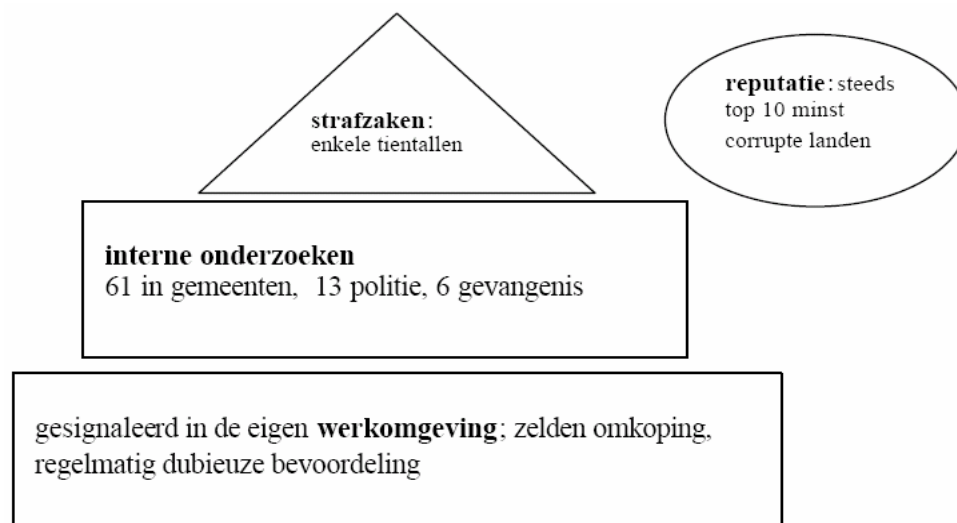 strafzaken:
enkele tientallen
reputatie: steeds
top 10 minst
corrupte landen
interne onderzoeken
61 in gemeenten, 13 politie, 6 gevangenis
gesignaleerd in de eigen werkomgeving; zelden omkoping,
regelmatig dubieuze bevoordeling